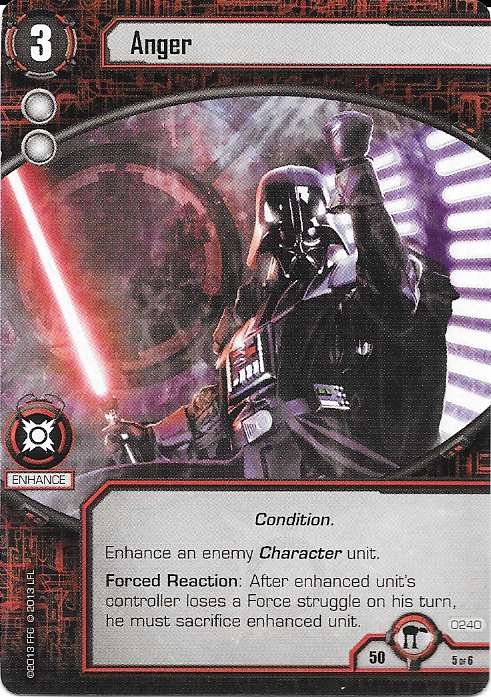 3
Anger
ENHANCE
Condition.
Enhance an enemy Character unit.
Forced Reaction: After enhanced unit's
controller loses a Force struggle on his turn,
he must sacrifice enhanced unit.
0240
50
5 OF 6
©2013 FFC © 2013 LFL